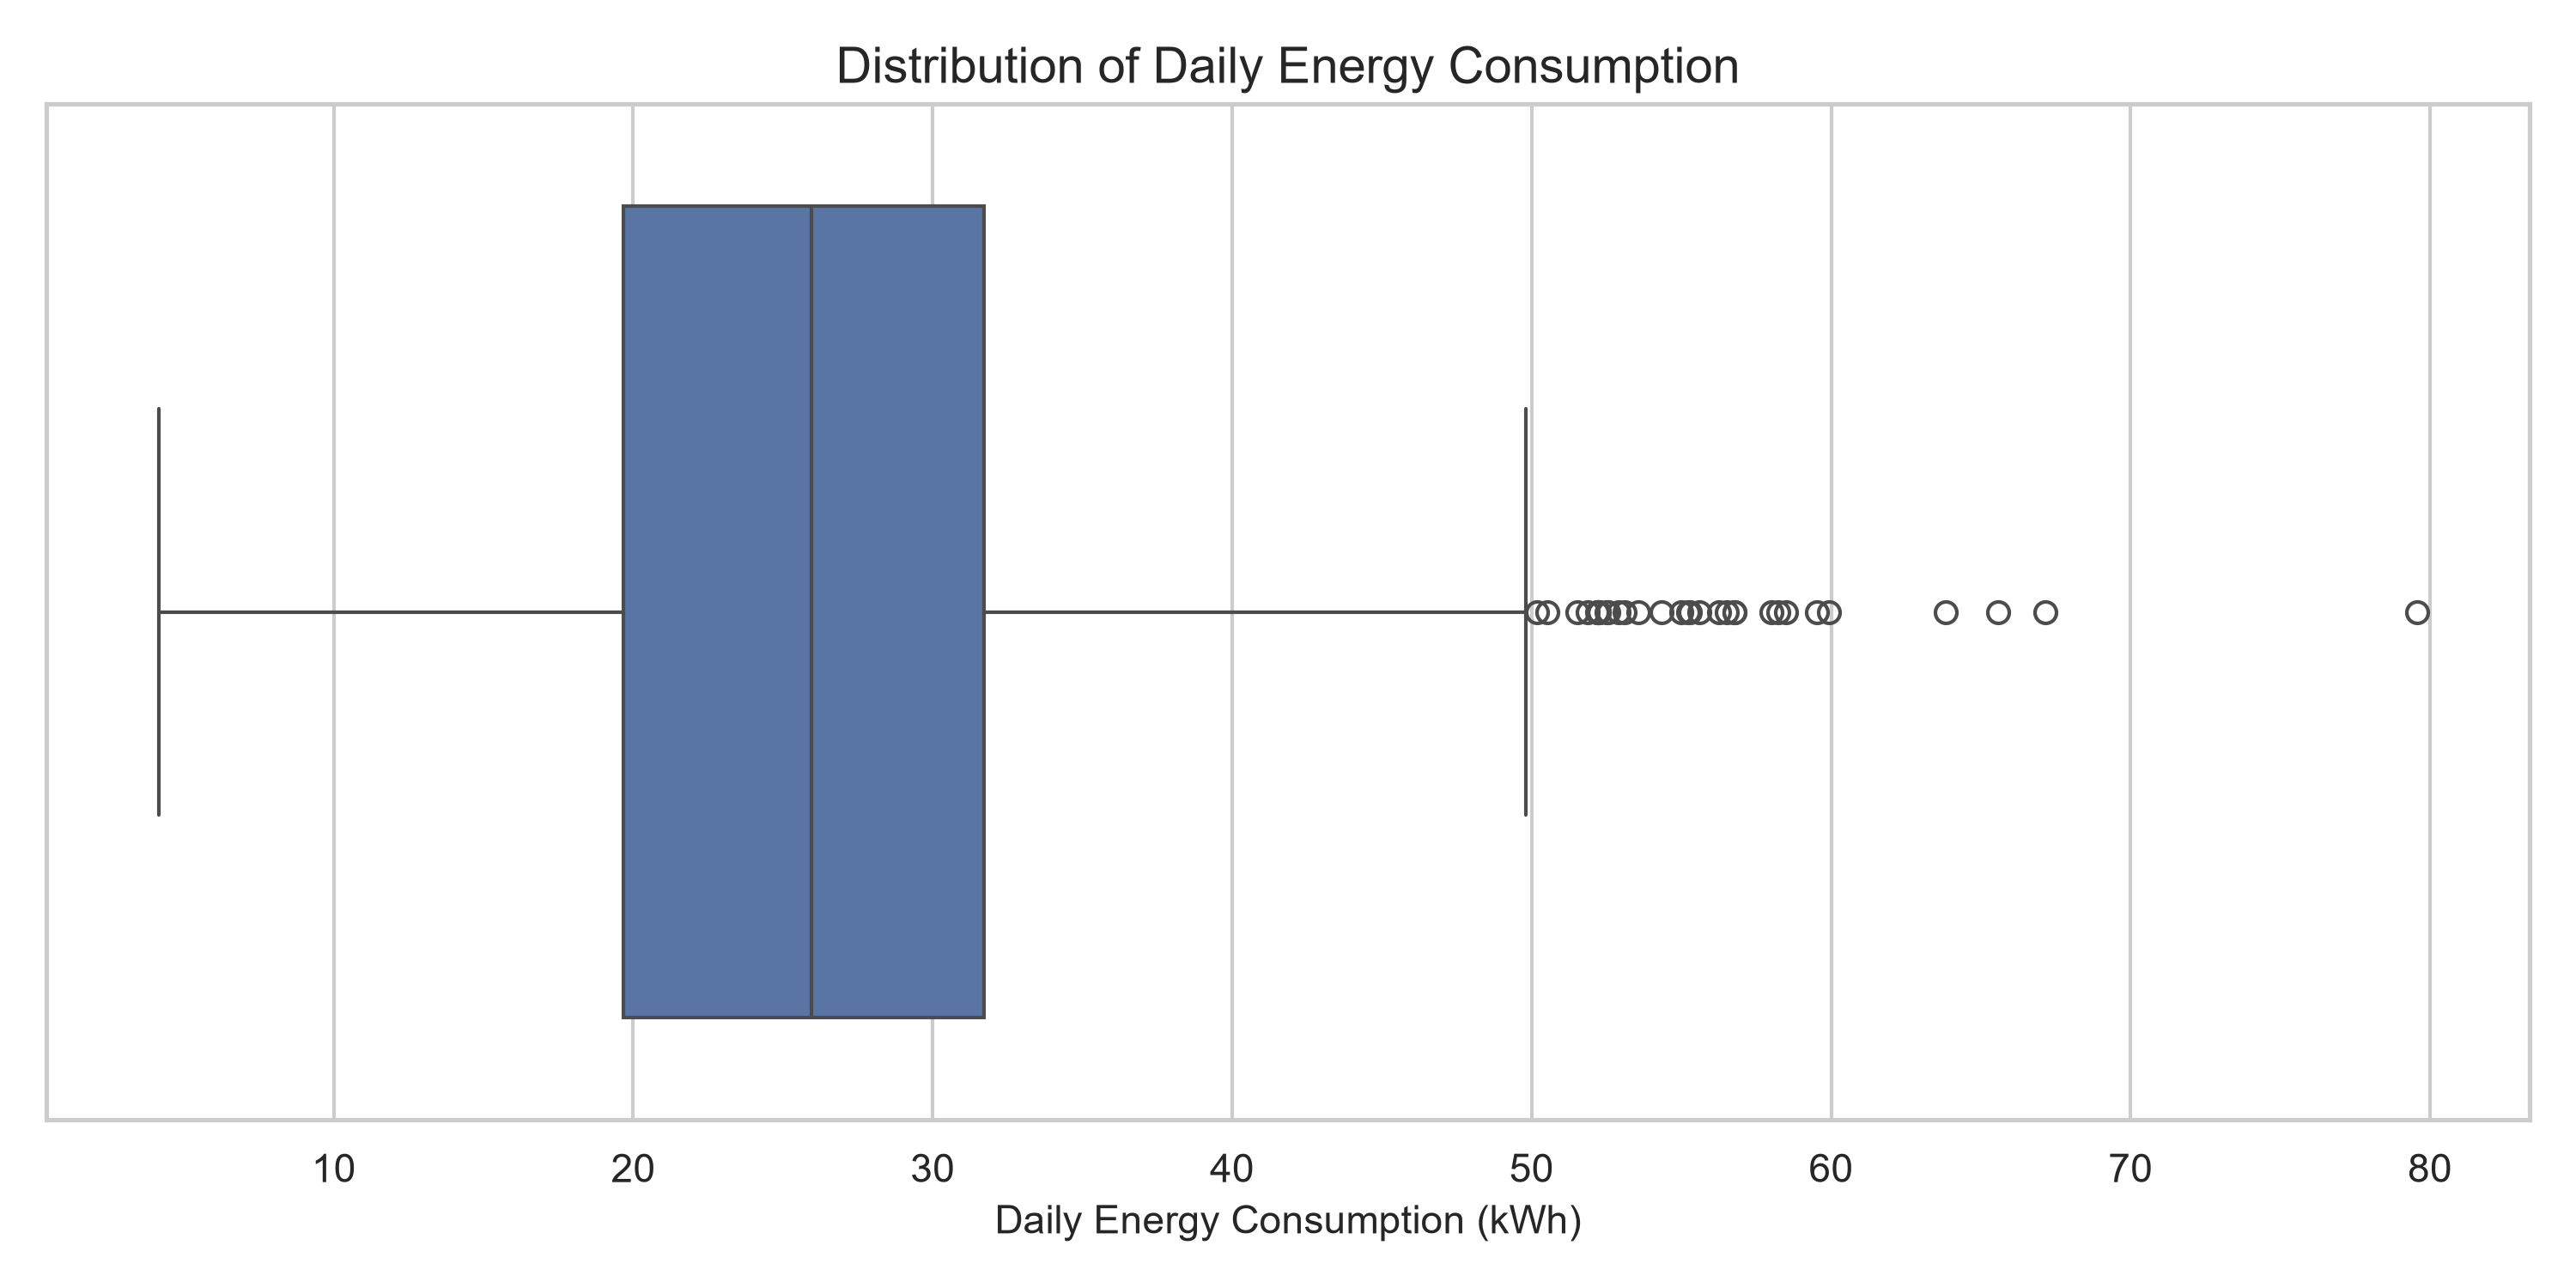 Distribution of Daily Energy Consumption
10 20 30 40 50 60 70 80
Daily Energy Consumption (kWh)